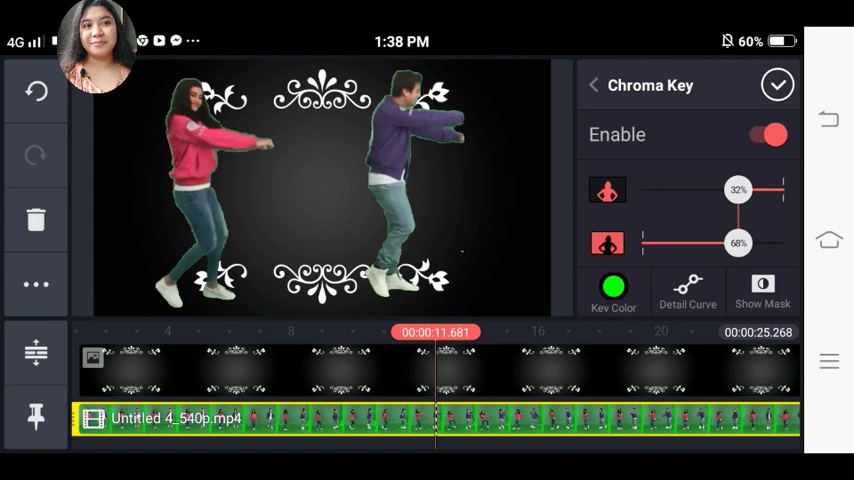 4G
1:38 PM
60%
Chroma Key
Enable
32%
68%
Key Color
Detail Curve
Show Mask
4
8
00:00:11.681
16
20
00:00:25.268
Untitled 4_540p.mp4